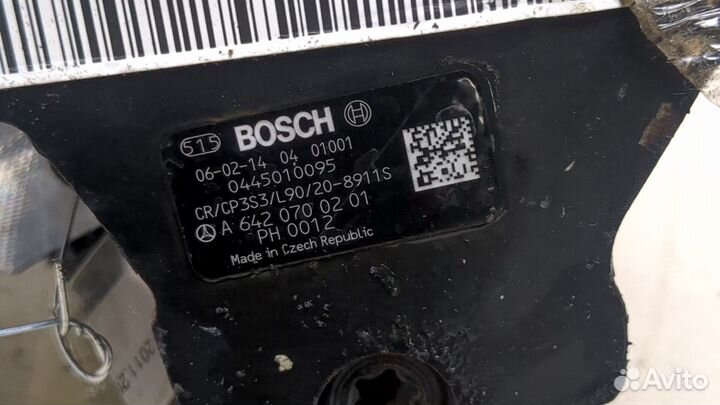 515 BOSCH
06-02-14 04 01001
0445010095
CR/CP3S3/L90/20-8911S
A 642 070 02 01
PH 0012
Made in Czech Republic
Avito